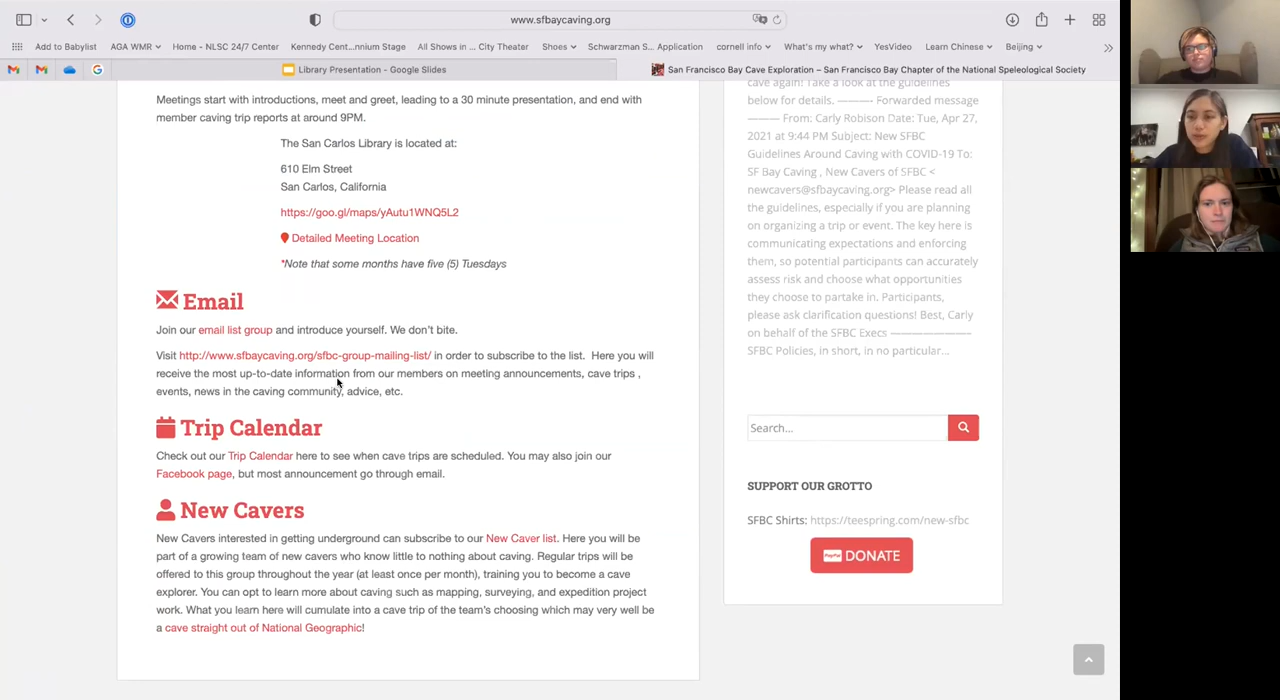 www.sfbaycaving.org
Add to Babylist
AGA WMR
Home - NLSC 24/7 Center
Kennedy Cent...nnium Stage
All Shows in ... City Theater
Shoes
Schwarzman S... Application
cornell info
What's my what?
YesVideo
Learn Chinese
Beijing
Library Presentation - Google Slides
San Francisco Bay Cave Exploration – San Francisco Bay Chapter of the National Speleological Society
Meetings start with introductions, meet and greet, leading to a 30 minute presentation, and end with
member caving trip reports at around 9PM.
The San Carlos Library is located at:
610 Elm Street
San Carlos, California
https://goo.gl/maps/yAutu1WNQ5L2
Detailed Meeting Location
*Note that some months have five (5) Tuesdays
Email
Join our email list group and introduce yourself. We don't bite.
Visit http://www.sfbaycaving.org/sfbc-group-mailing-list/ in order to subscribe to the list. Here you will
receive the most up-to-date information from our members on meeting announcements, cave trips ,
events, news in the caving community, advice, etc.
Trip Calendar
Check out our Trip Calendar here to see when cave trips are scheduled. You may also join our
Facebook page, but most announcement go through email.
New Cavers
New Cavers interested in getting underground can subscribe to our New Caver list. Here you will be
part of a growing team of new cavers who know little to nothing about caving. Regular trips will be
offered to this group throughout the year (at least once per month), training you to become a cave
explorer. You can opt to learn more about caving such as mapping, surveying, and expedition project
work. What you learn here will cumulate into a cave trip of the team's choosing which may very well be
a cave straight out of National Geographic!
cave again! Take a look at the guidelines
below for details. ———- Forwarded message
——— From: Carly Robison Date: Tue, Apr 27,
2021 at 9:44 PM Subject: New SFBC
Guidelines Around Caving with COVID-19 To:
SF Bay Caving , New Cavers of SFBC <
newcavers@sfbaycaving.org> Please read all
the guidelines, especially if you are planning
on organizing a trip or event. The key here is
communicating expectations and enforcing
them, so potential participants can accurately
assess risk and choose what opportunities
they choose to partake in. Participants,
please ask clarification questions! Best, Carly
on behalf of the SFBC Execs ——————–
SFBC Policies, in short, in no particular...
Search...
SUPPORT OUR GROTTO
SFBC Shirts: https://teespring.com/new-sfbc
PayPal DONATE